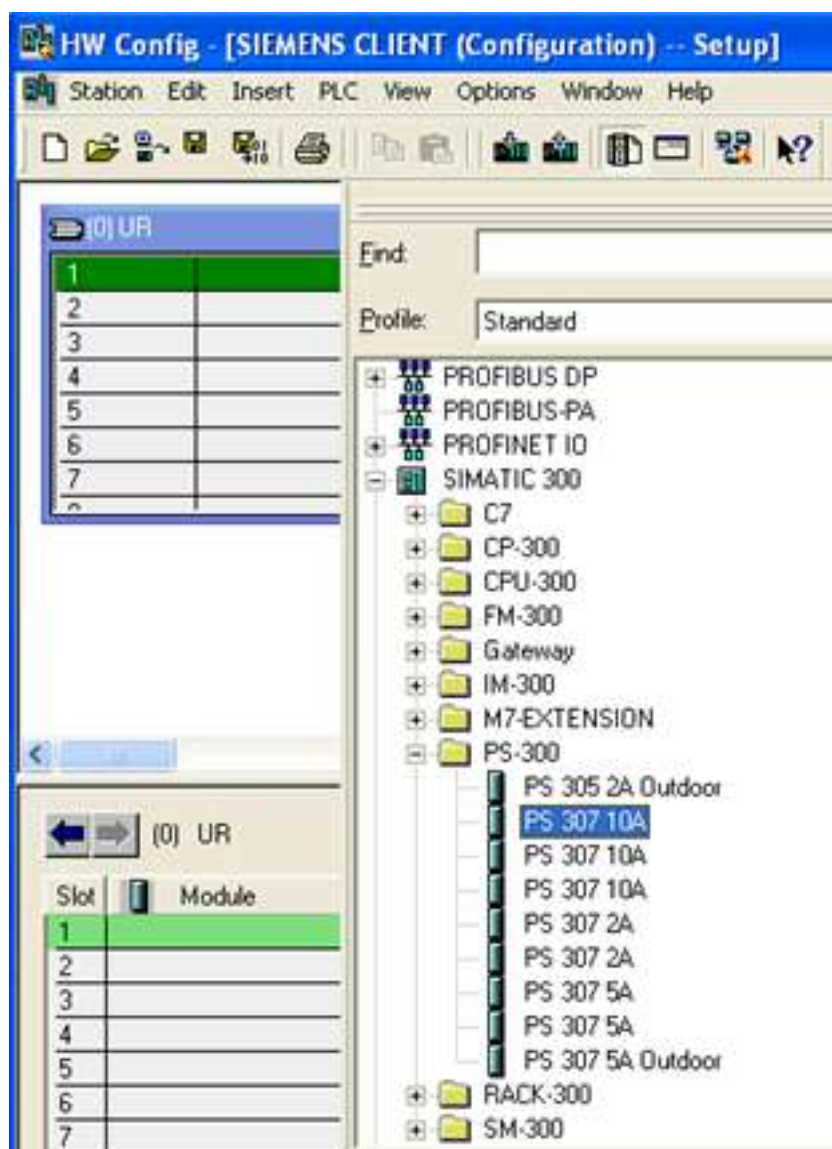 HW Config - [SIEMENS CLIENT (Configuration) -- Setup]
Station Edit Insert PLC View Options Window Help
(0) UR
1
2
3
4
5
6
7
Find:
Profile: Standard
PROFIBUS DP
PROFIBUS-PA
PROFINET IO
SIMATIC 300
C7
CP-300
CPU-300
FM-300
Gateway
IM-300
M7-EXTENSION
PS-300
PS 305 2A Outdoor
PS 307 10A
PS 307 10A
PS 307 10A
PS 307 2A
PS 307 2A
PS 307 5A
PS 307 5A
PS 307 5A Outdoor
RACK-300
SM-300
(0) UR
Slot Module
1
2
3
4
5
6
7